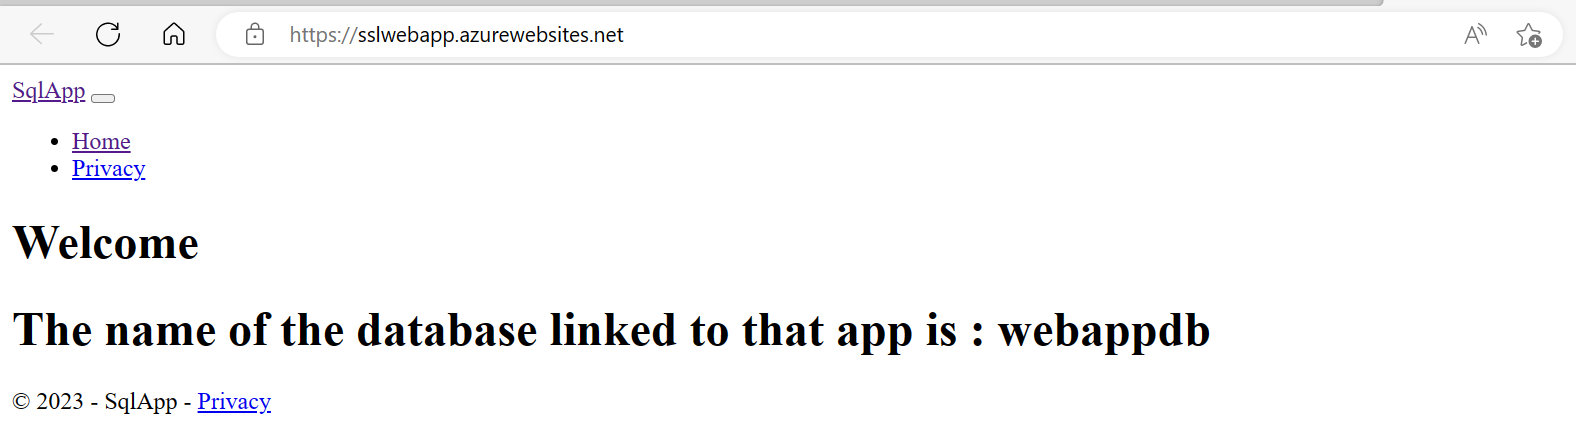 https://sslwebapp.azurewebsites.net
SqlApp
Home
Privacy
Welcome
The name of the database linked to that app is : webappdb
© 2023 - SqlApp - Privacy